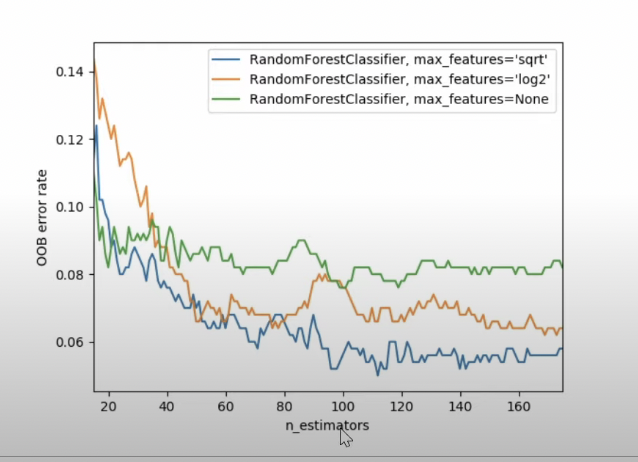 RandomForestClassifier, max_features='sqrt'
RandomForestClassifier, max_features='log2'
RandomForestClassifier, max_features=None
OOB error rate
0.14
0.12
0.10
0.08
0.06
20 40 60 80 100 120 140 160
n_estimators